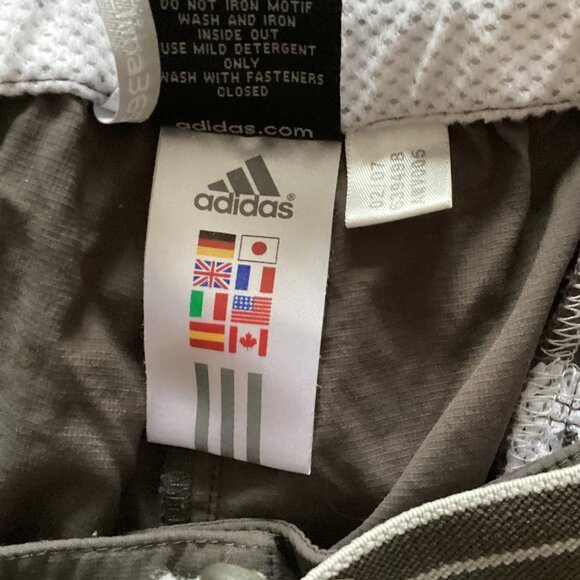 DO NOT IRON MOTIF
WASH AND IRON
INSIDE OUT
USE MILD DETERGENT
ONLY
WASH WITH FASTENERS
CLOSED
adidas.com
adidas®
02/07
639498